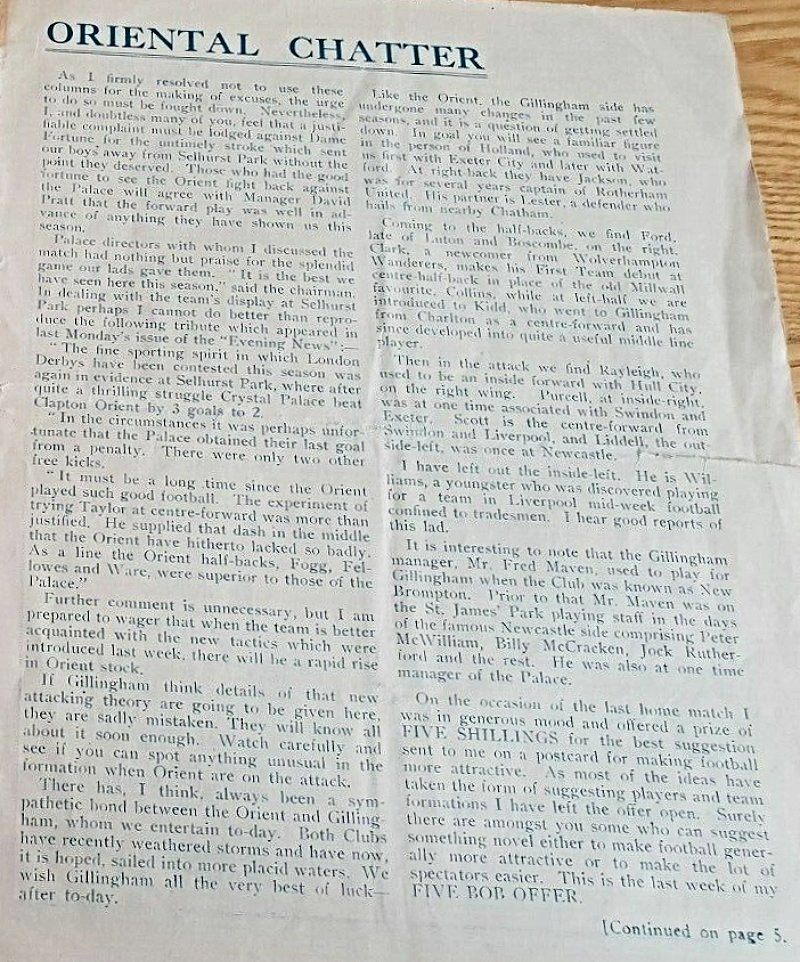 ORIENTAL CHATTER
As I firmly resolved not to use these
columns for the making of excuses, the urge
to do so must be fought down. Nevertheless,
I, and doubtless many of you, feel that a justi-
fiable complaint must be lodged against Dame
Fortune for the untimely stroke which sent
our boys away from Selhurst Park without the
point they deserved. Those who had the good
fortune to see the Orient fight back against
the Palace will agree with Manager David
Pratt that the forward play was well in ad-
vance of anything they have shown us this
season.
Palace directors with whom I discussed the
match had nothing but praise for the splendid
game our lads gave them. "It is the best we
have seen here this season," said the chairman.
In dealing with the team's display at Selhurst
Park perhaps I cannot do better than repro-
duce the following tribute which appeared in
last Monday's issue of the "Evening News":—
"The fine sporting spirit in which London
Derbys have been contested this season was
again in evidence at Selhurst Park, where after
quite a thrilling struggle Crystal Palace beat
Clapton Orient by 3 goals to 2.
"In the circumstances it was perhaps unfor-
tunate that the Palace obtained their last goal
from a penalty. There were only two other
free kicks.
"It must be a long time since the Orient
played such good football. The experiment of
trying Taylor at centre-forward was more than
justified. He supplied that dash in the middle
that the Orient have hitherto lacked so badly.
As a line the Orient half-backs, Fogg, Fel-
lowes and Ware, were superior to those of the
Palace."
Further comment is unnecessary, but I am
prepared to wager that when the team is better
acquainted with the new tactics which were
introduced last week, there will be a rapid rise
in Orient stock.
If Gillingham think details of that new
attacking theory are going to be given here,
they are sadly mistaken. They will know all
about it soon enough. Watch carefully and
see if you can spot anything unusual in the
formation when Orient are on the attack.
There has, I think, always been a sym-
pathetic bond between the Orient and Gilling-
ham, whom we entertain to-day. Both Clubs
have recently weathered storms and have now,
it is hoped, sailed into more placid waters. We
wish Gillingham all the very best of luck—
after to-day.
Like the Orient, the Gillingham side has
undergone many changes in the past few
seasons, and it is a question of getting settled
down. In goal you will see a familiar figure
in the person of Holland, who used to visit
us first with Exeter City and later with Wat-
ford. At right-back they have Jackson, who
was for several years captain of Rotherham
United. His partner is Lester, a defender who
hails from nearby Chatham.
Coming to the half-backs, we find Ford,
late of Luton and Boscombe, on the right.
Clark, a newcomer from Wolverhampton
Wanderers, makes his First Team debut at
centre-half-back in place of the old Millwall
favourite, Collins, while at left-half we are
introduced to Kidd, who went to Gillingham
from Charlton as a centre-forward and has
since developed into quite a useful middle line
player.
Then in the attack we find Rayleigh, who
used to be an inside forward with Hull City,
on the right wing. Purcell, at inside-right,
was at one time associated with Swindon and
Exeter. Scott is the centre-forward from
Swindon and Liverpool, and Liddell, the out-
side-left, was once at Newcastle.
I have left out the inside-left. He is Wil-
liams, a youngster who was discovered playing
for a team in Liverpool mid-week football
confined to tradesmen. I hear good reports of
this lad.
It is interesting to note that the Gillingham
manager, Mr. Fred Maven, used to play for
Gillingham when the Club was known as New
Brompton. Prior to that Mr. Maven was on
the St. James' Park playing staff in the days
of the famous Newcastle side comprising Peter
McWilliam, Billy McCracken, Jock Ruther-
ford and the rest. He was also at one time
manager of the Palace.
On the occasion of the last home match I
was in generous mood and offered a prize of
FIVE SHILLINGS for the best suggestion
sent to me on a postcard for making football
more attractive. As most of the ideas have
taken the form of suggesting players and team
formations I have left the offer open. Surely
there are amongst you some who can suggest
something novel either to make football gener-
ally more attractive or to make the lot of
spectators easier. This is the last week of my
FIVE BOB OFFER.
[Continued on page 5.